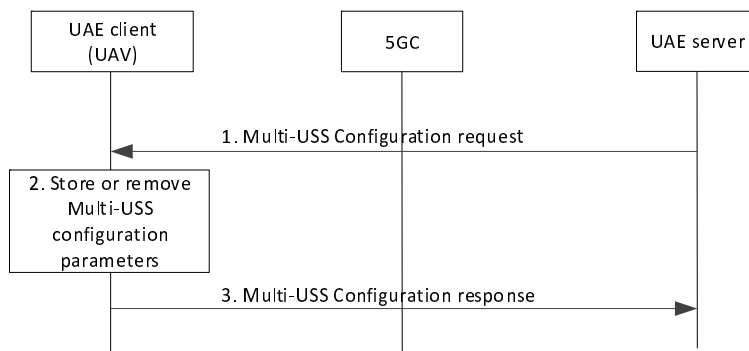 UAE client
(UAV)
5GC
UAE server
1. Multi-USS Configuration request
2. Store or remove
Multi-USS
configuration
parameters
3. Multi-USS Configuration response